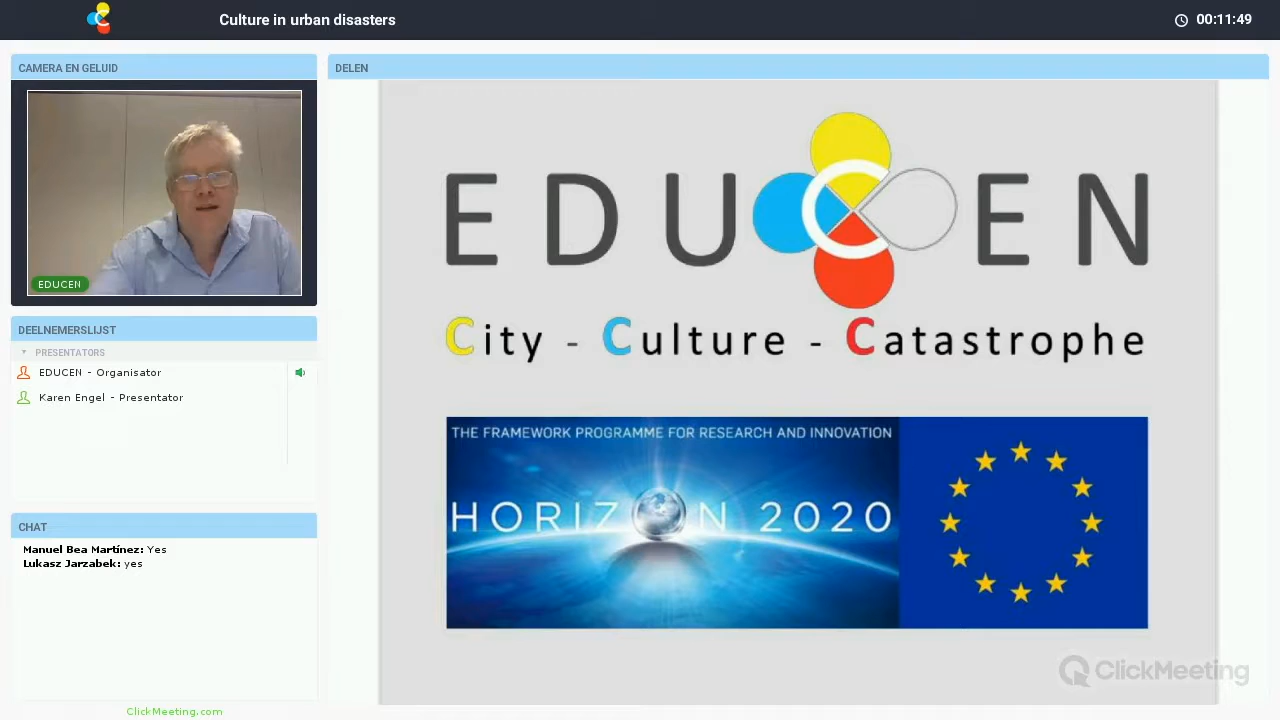 Culture in urban disasters
00:11:49
CAMERA EN GELUID
EDUCEN
DEELNEMERSLIJST
PRESENTATORS
EDUCEN - Organisator
Karen Engel - Presentator
CHAT
Manuel Bea Martínez: Yes
Lukasz Jarzabek: yes
ClickMeeting.com
DELEN
EDUCEN
City - Culture - Catastrophe
THE FRAMEWORK PROGRAMME FOR RESEARCH AND INNOVATION
HORIZON 2020
ClickMeeting